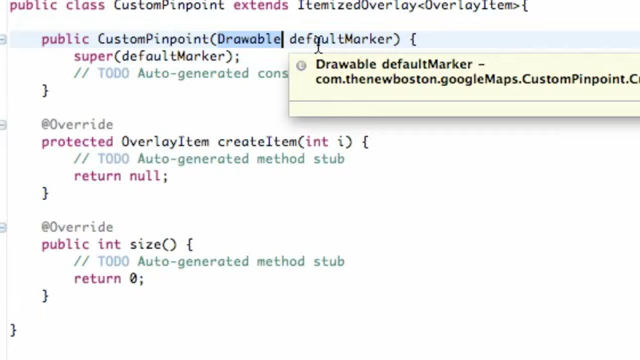 public class CustomPinpoint extends ItemizedOverlay<OverlayItem>{
public CustomPinpoint(Drawable defaultMarker) {
super(defaultMarker);
// TODO Auto-generated cons
Drawable defaultMarker –
com.thenewboston.googleMaps.CustomPinpoint.Cu
}
@Override
protected OverlayItem createItem(int i) {
// TODO Auto-generated method stub
return null;
}
@Override
public int size() {
// TODO Auto-generated method stub
return 0;
}
}